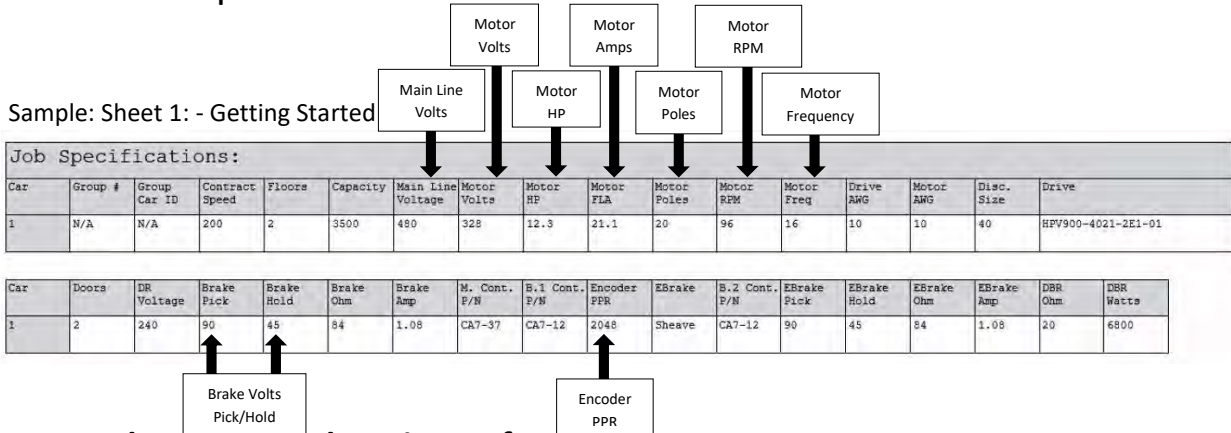 Motor
Volts
Motor
Amps
Motor
RPM
Main Line
Volts
Motor
HP
Motor
Poles
Motor
Frequency
Sample: Sheet 1: - Getting Started
Job Specifications:
Car Group # Group Car ID Contract Speed Floors Capacity Main Line Voltage Motor Volts Motor HP Motor FLA Motor Poles Motor RPM Motor Freq Drive AWG Motor AWG Disc. Size Drive
1 N/A N/A 200 2 3500 480 328 12.3 21.1 20 96 16 10 10 40 HPV900-4021-2E1-01
Car Doors DR Voltage Brake Pick Brake Hold Brake Ohm Brake Amp M. Cont. P/N B.1 Cont. P/N Encoder PPR EBrake B.2 Cont. P/N EBrake Pick EBrake Hold EBrake Ohm EBrake Amp DBR Ohm DBR Watts
1 2 240 90 45 84 1.08 CA7-37 CA7-12 2048 Sheave CA7-12 90 45 84 1.08 20 6800
Brake Volts
Pick/Hold
Encoder
PPR